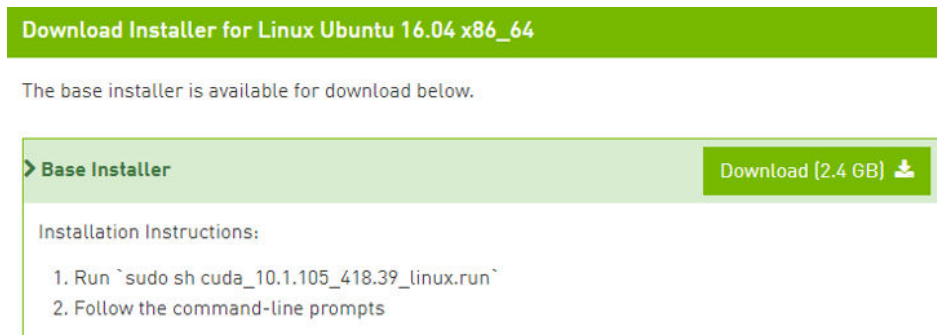 Download Installer for Linux Ubuntu 16.04 x86_64
The base installer is available for download below.
Base Installer
Download (2.4 GB)
Installation Instructions:
1. Run `sudo sh cuda_10.1.105_418.39_linux.run`
2. Follow the command-line prompts